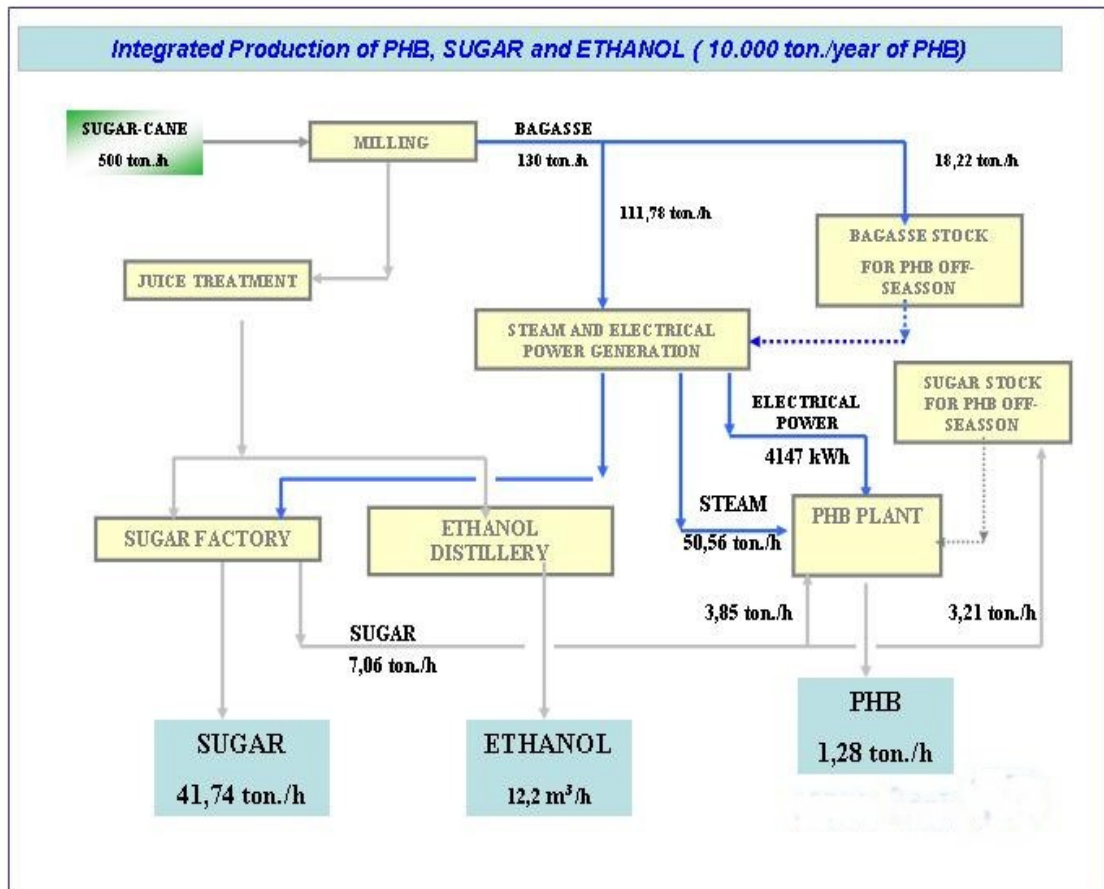 Integrated Production of PHB, SUGAR and ETHANOL ( 10.000 ton./year of PHB)
SUGAR-CANE
500 ton./h
MILLING
BAGASSE
130 ton./h
18,22 ton./h
111,78 ton./h
BAGASSE STOCK
FOR PHB OFF-
SEASSON
JUICE TREATMENT
STEAM AND ELECTRICAL
POWER GENERATION
SUGAR STOCK
FOR PHB OFF-
SEASSON
ELECTRICAL
POWER
4147 kWh
STEAM
50,56 ton./h
PHB PLANT
SUGAR FACTORY
ETHANOL
DISTILLERY
3,85 ton./h
3,21 ton./h
SUGAR
7,06 ton./h
SUGAR
41,74 ton./h
ETHANOL
12,2 m³/h
PHB
1,28 ton./h